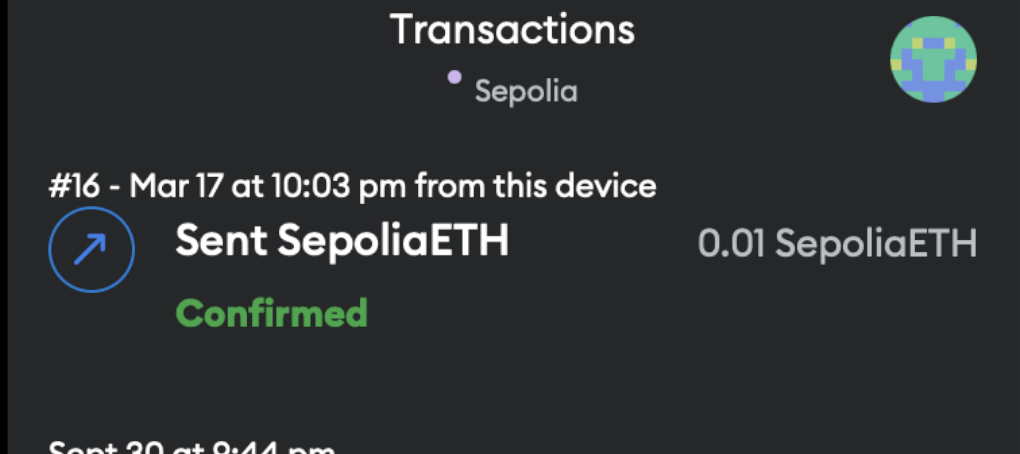 Transactions
Sepolia
#16 - Mar 17 at 10:03 pm from this device
Sent SepoliaETH
0.01 SepoliaETH
Confirmed
Sept 30 at 9:44 pm